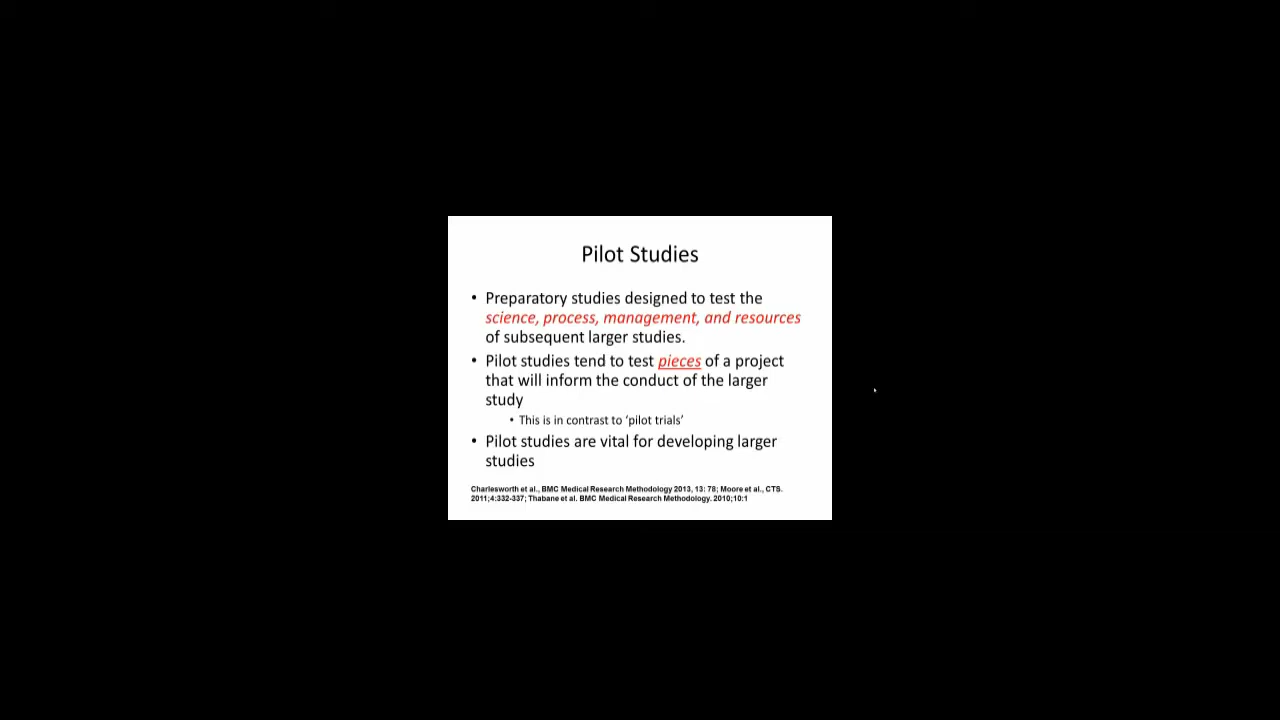 Pilot Studies
• Preparatory studies designed to test the
science, process, management, and resources
of subsequent larger studies.
• Pilot studies tend to test pieces of a project
that will inform the conduct of the larger
study
• This is in contrast to ‘pilot trials’
• Pilot studies are vital for developing larger
studies
Charlesworth et al., BMC Medical Research Methodology 2013, 13: 78; Moore et al., CTS.
2011;4:332-337; Thabane et al. BMC Medical Research Methodology. 2010;10:1